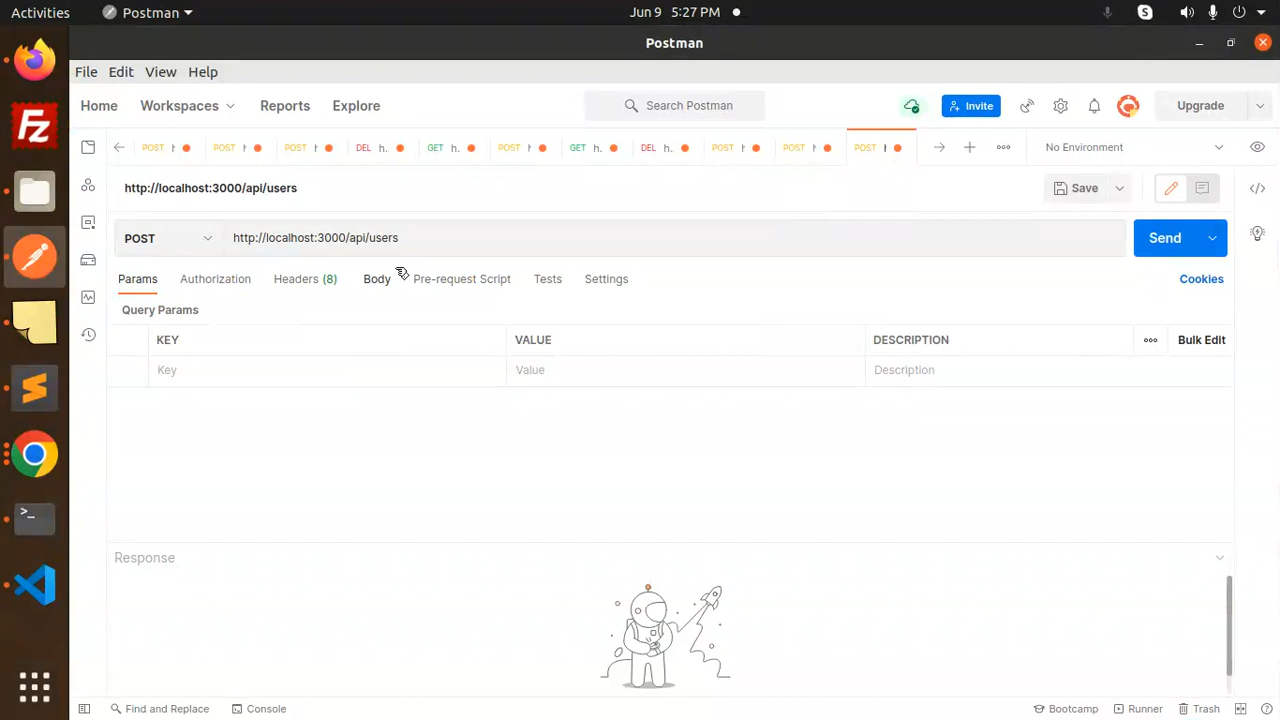 Activities Postman Jun 9 5:27 PM
Postman
File Edit View Help
Home Workspaces Reports Explore Search Postman Invite Upgrade
POST POST POST DEL h. GET h. POST GET h. DEL h. POST POST POST No Environment
http://localhost:3000/api/users Save
POST http://localhost:3000/api/users Send
Params Authorization Headers (8) Body Pre-request Script Tests Settings Cookies
Query Params
KEY VALUE DESCRIPTION Bulk Edit
Key Value Description
Response
Find and Replace Console Bootcamp Runner Trash